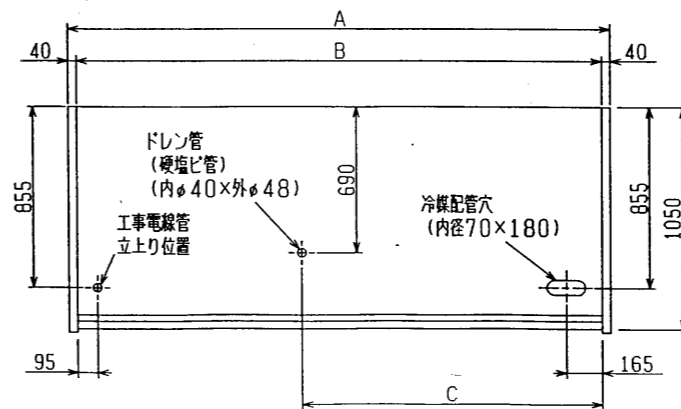 A
40
B
40
ドレン管
(硬塩ビ管)
(内φ40×外φ48)
690
855
工事電線管
立上り位置
冷媒配管穴
(内径70×180)
855
1050
95
165
C